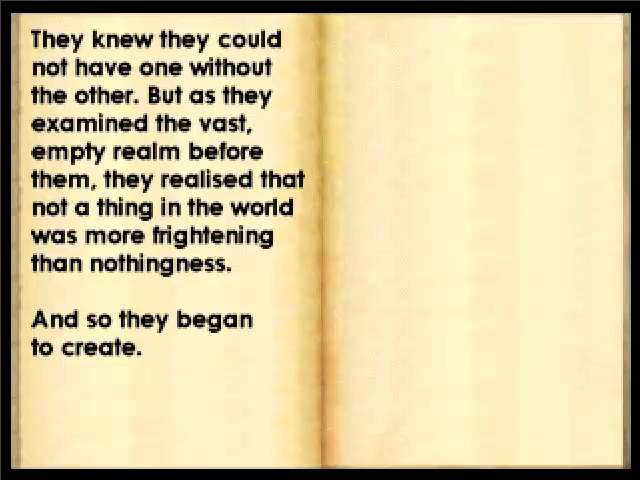 They knew they could
not have one without
the other. But as they
examined the vast,
empty realm before
them, they realised that
not a thing in the world
was more frightening
than nothingness.
And so they began
to create.